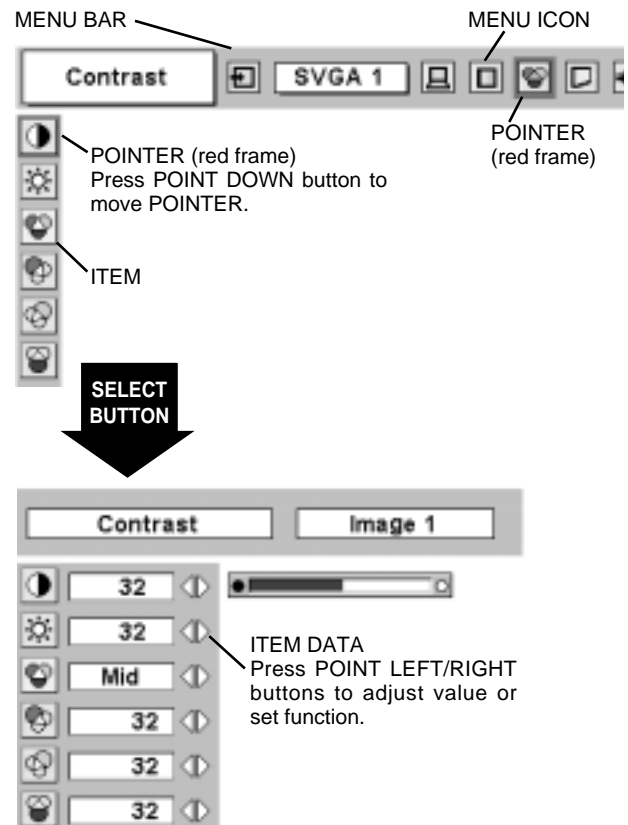 MENU BAR
MENU ICON
Contrast
SVGA 1
POINTER
(red frame)
POINTER (red frame)
Press POINT DOWN button to
move POINTER.
ITEM
SELECT
BUTTON
Contrast
Image 1
32
32
ITEM DATA
Press POINT LEFT/RIGHT
buttons to adjust value or
set function.
Mid
32
32
32